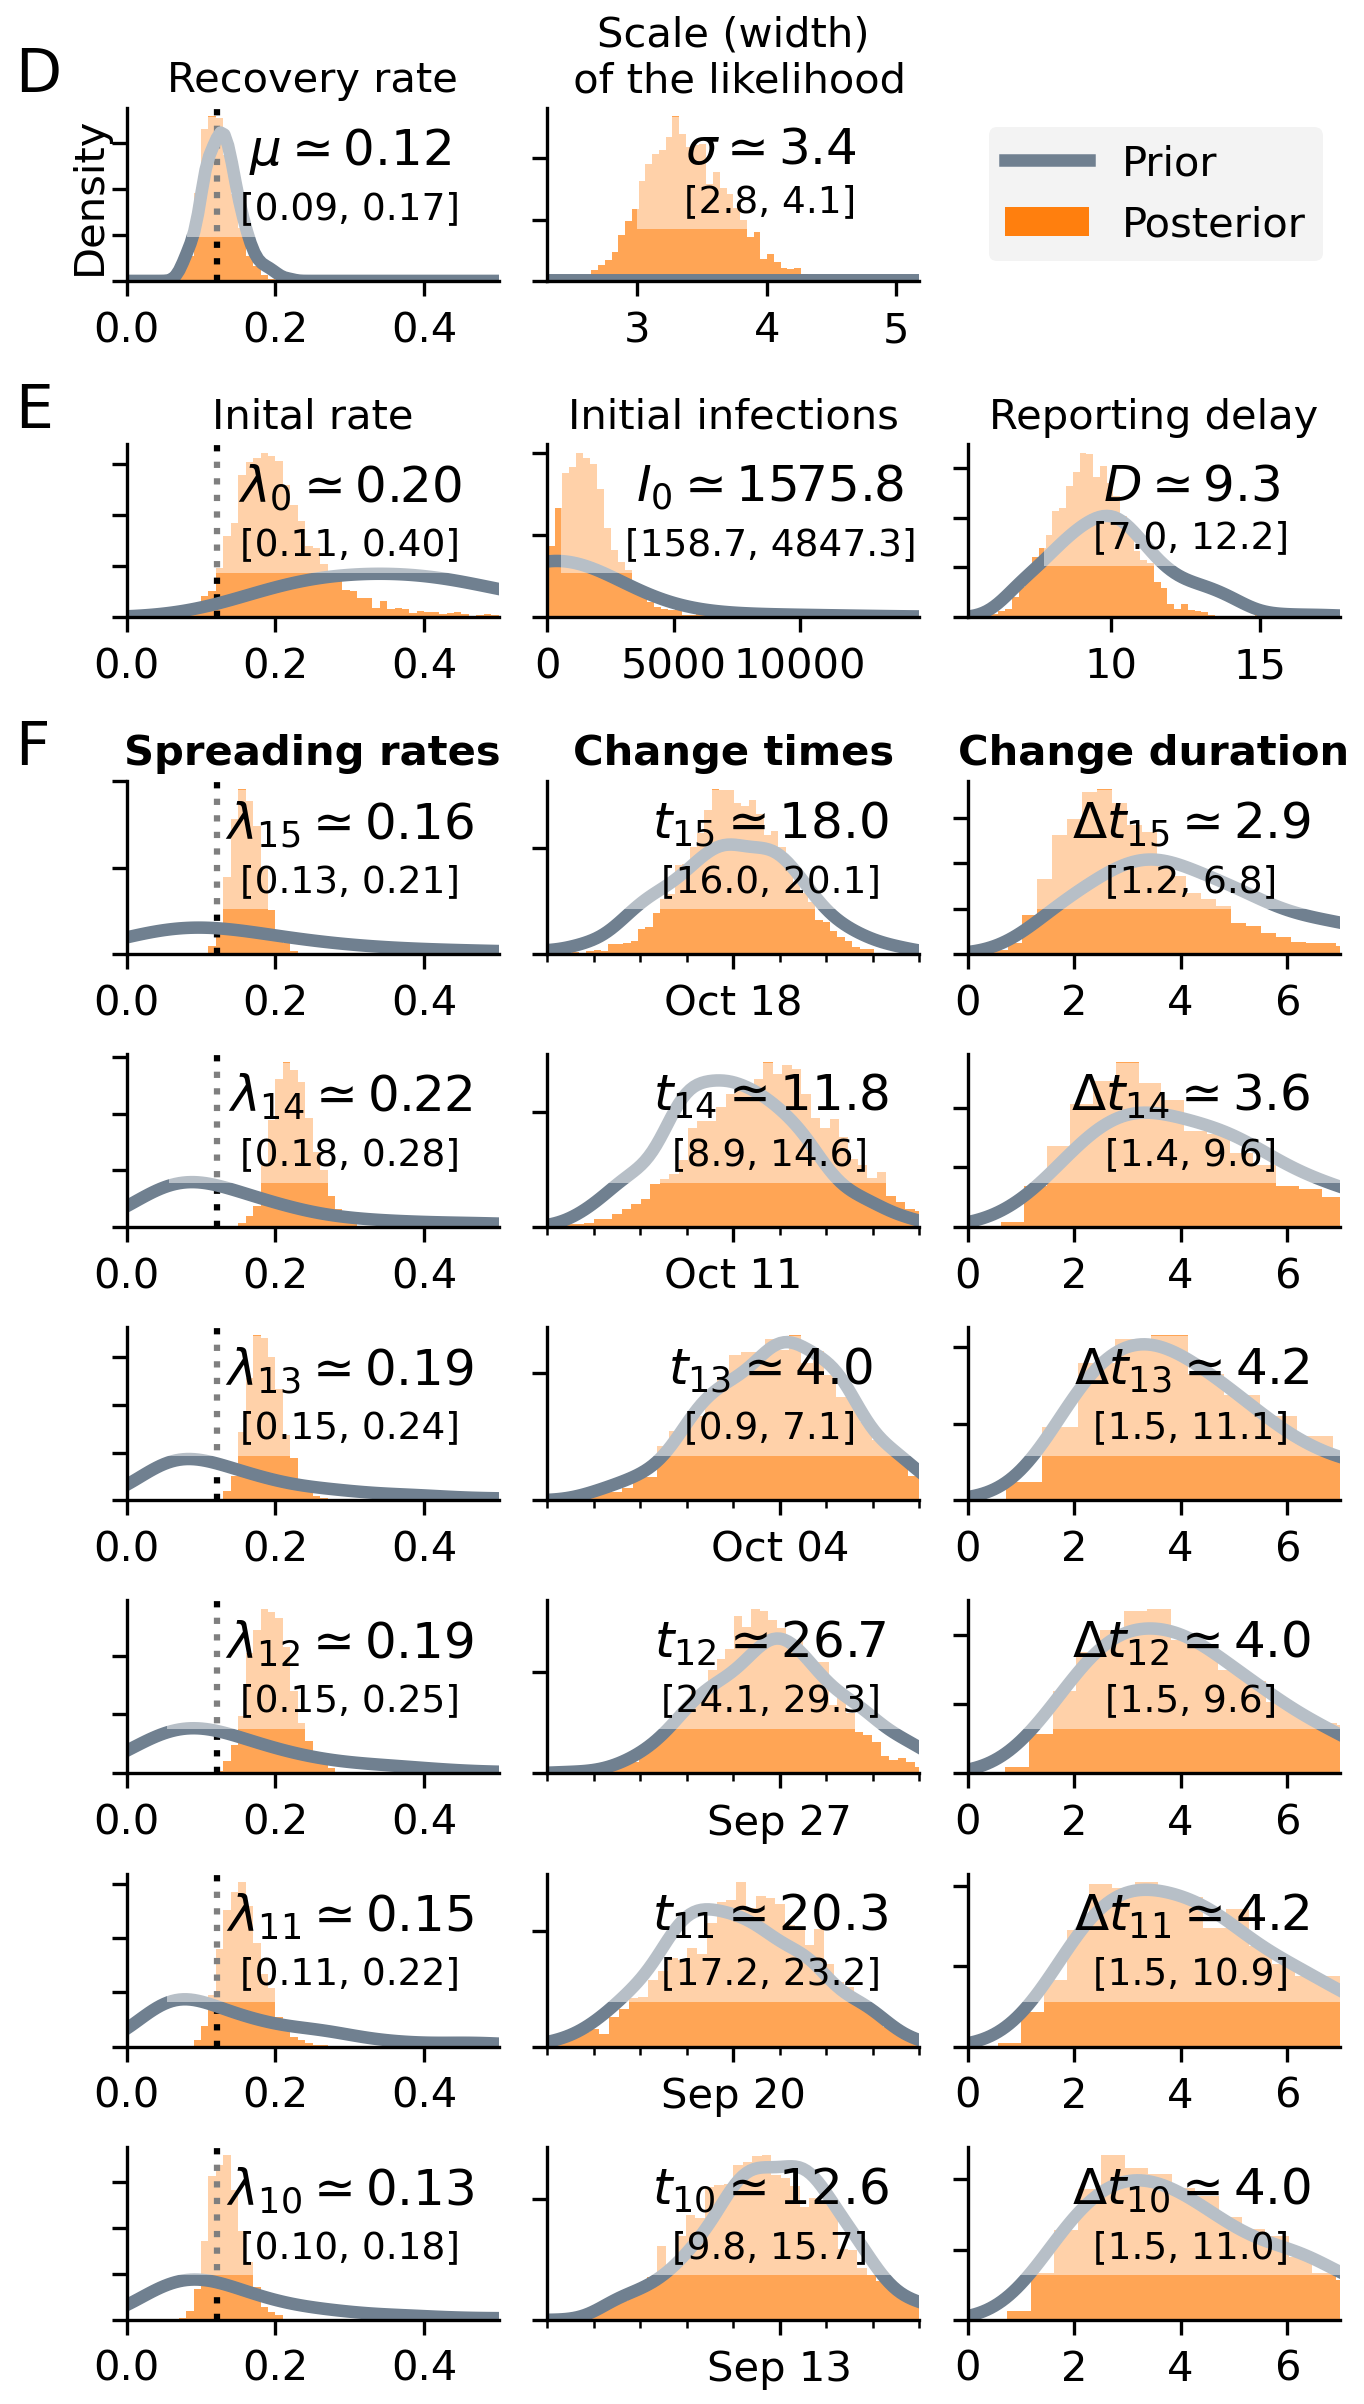 D
Recovery rate
Scale (width)
of the likelihood
Density
μ ≃ 0.12
[0.09, 0.17]
σ ≃ 3.4
[2.8, 4.1]
Prior
Posterior
0.0 0.2 0.4
3 4 5
E
Inital rate
Initial infections
Reporting delay
λ₀ ≃ 0.20
[0.11, 0.40]
I₀ ≃ 1575.8
[158.7, 4847.3]
D ≃ 9.3
[7.0, 12.2]
0.0 0.2 0.4
0 5000 10000
10 15
F
Spreading rates
Change times
Change duration
λ₁₅ ≃ 0.16
[0.13, 0.21]
t₁₅ ≃ 18.0
[16.0, 20.1]
Δt₁₅ ≃ 2.9
[1.2, 6.8]
0.0 0.2 0.4
Oct 18
0 2 4 6
λ₁₄ ≃ 0.22
[0.18, 0.28]
t₁₄ ≃ 11.8
[8.9, 14.6]
Δt₁₄ ≃ 3.6
[1.4, 9.6]
0.0 0.2 0.4
Oct 11
0 2 4 6
λ₁₃ ≃ 0.19
[0.15, 0.24]
t₁₃ ≃ 4.0
[0.9, 7.1]
Δt₁₃ ≃ 4.2
[1.5, 11.1]
0.0 0.2 0.4
Oct 04
0 2 4 6
λ₁₂ ≃ 0.19
[0.15, 0.25]
t₁₂ ≃ 26.7
[24.1, 29.3]
Δt₁₂ ≃ 4.0
[1.5, 9.6]
0.0 0.2 0.4
Sep 27
0 2 4 6
λ₁₁ ≃ 0.15
[0.11, 0.22]
t₁₁ ≃ 20.3
[17.2, 23.2]
Δt₁₁ ≃ 4.2
[1.5, 10.9]
0.0 0.2 0.4
Sep 20
0 2 4 6
λ₁₀ ≃ 0.13
[0.10, 0.18]
t₁₀ ≃ 12.6
[9.8, 15.7]
Δt₁₀ ≃ 4.0
[1.5, 11.0]
0.0 0.2 0.4
Sep 13
0 2 4 6